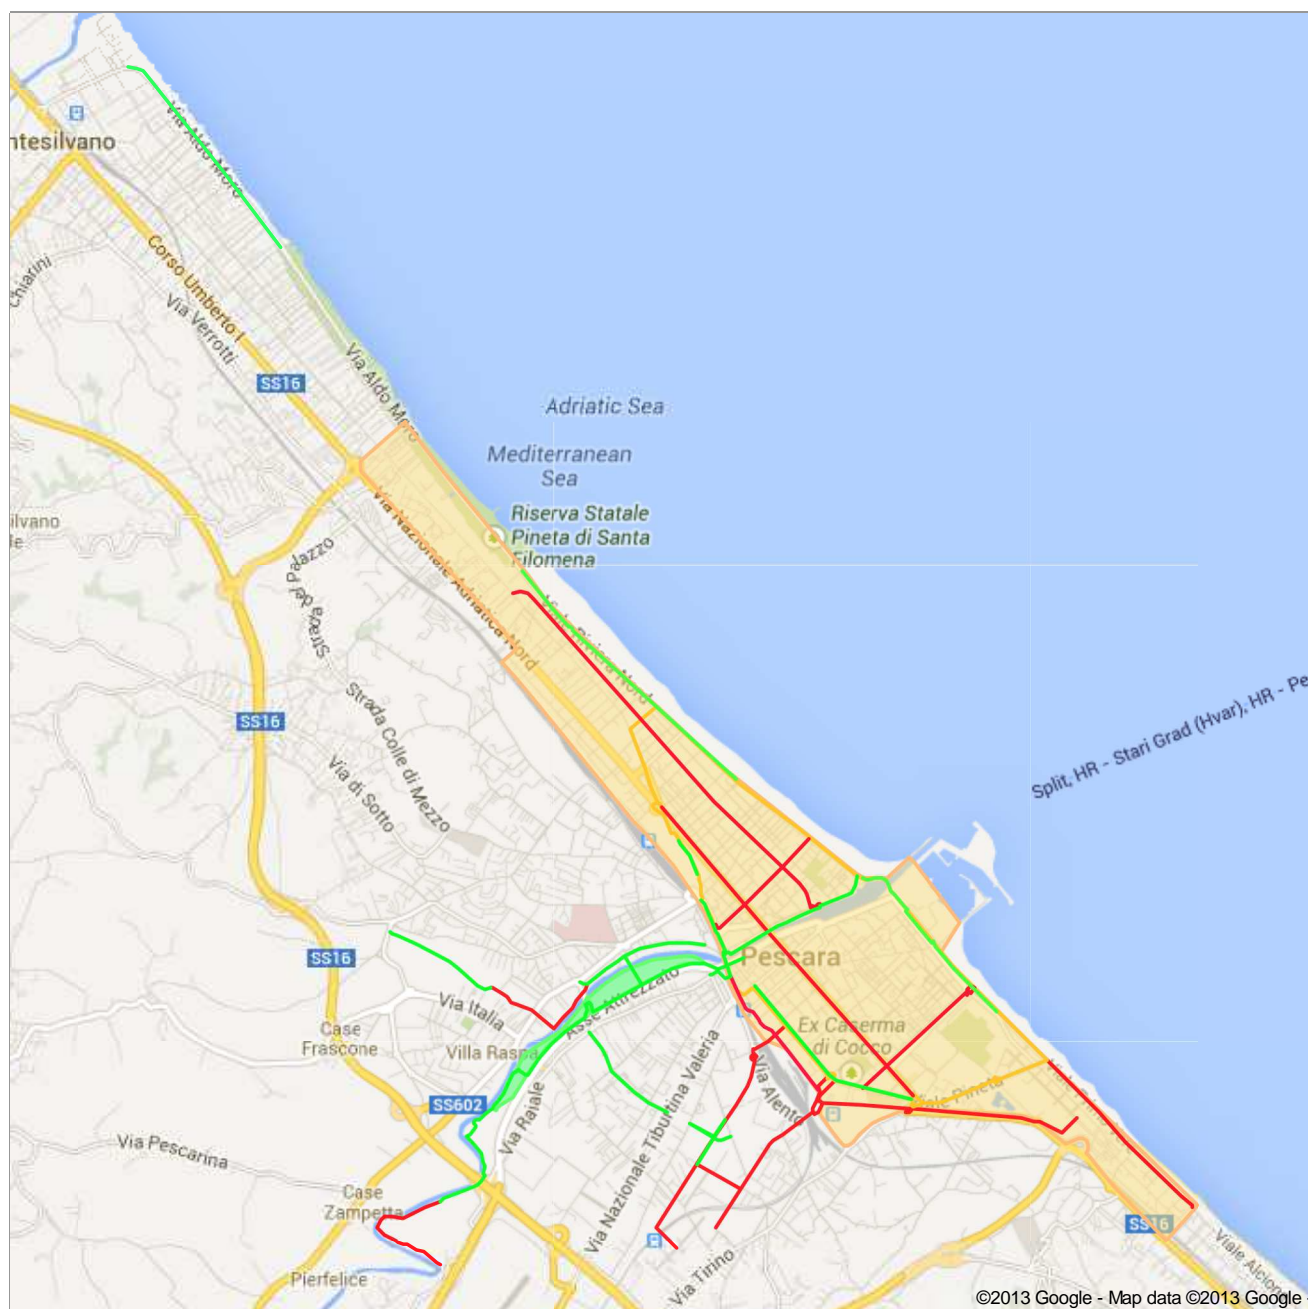 Via Aldo Moro
ntesilvano
Chiarini
Corso Umberto I
Via Verrotti
SS16
Via Aldo Moro
Adriatic Sea
Mediterranean
Sea
Riserva Statale
Pineta di Santa
Filomena
ilvano
le
Via Nazionale Adriatica Nord
Strada del Palazzo
Viale Riviera Nord
Strada Colle di Mezzo
SS16
Via di Sotto
Split, HR - Stari Grad (Hvar), HR - Pe
Pescara
SS16
Via Italia
Asse Attrezzato
Case
Frascone
Villa Raspa
Ex Caserma
di Cocco
SS602
Via Raiale
Via Nazionale Tiburtina Valeria
Via Alento
Viale Pineta
Via Pescarina
Case
Zampetta
SS16
Viale Alcione
Pierfelice
Via Tirino
©2013 Google - Map data ©2013 Google -